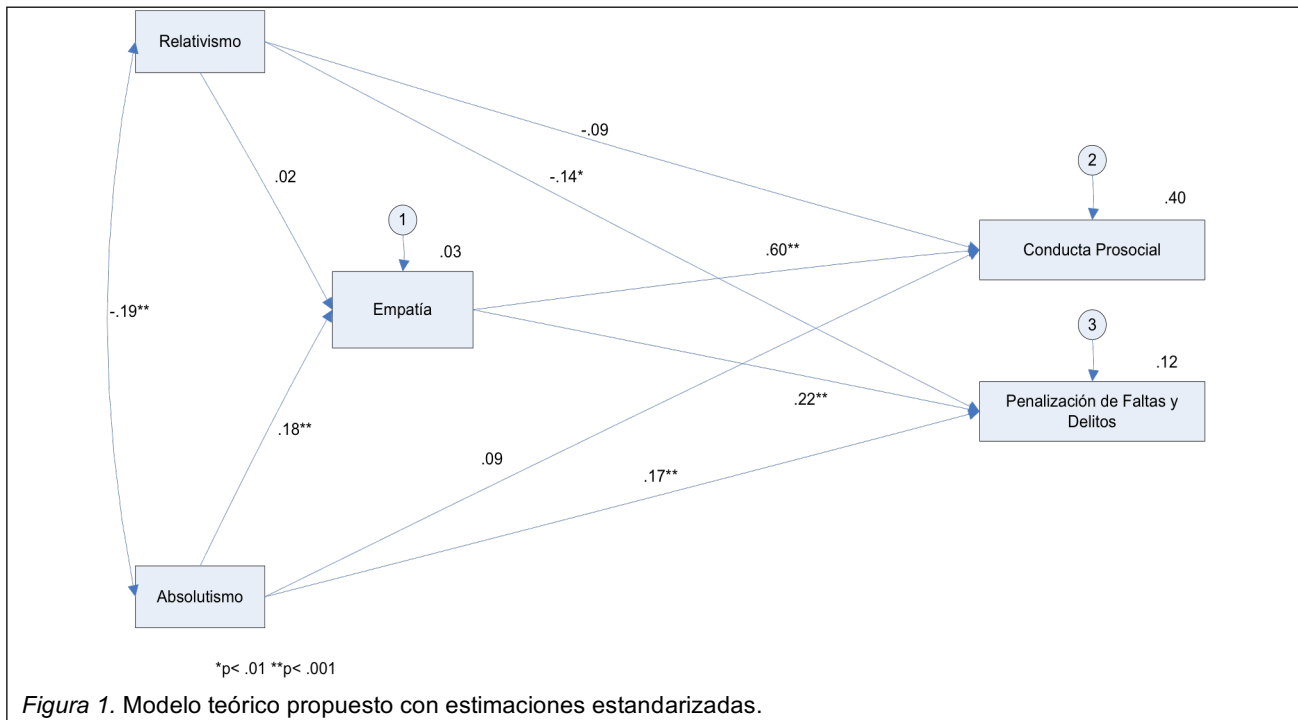 Relativismo
-.09
2
-.14*
.02
.40
1
Conducta Prosocial
.03
.60**
Empatía
-.19**
3
.12
Penalización de Faltas y
Delitos
.22**
.18**
.09
.17**
Absolutismo
*p< .01 **p< .001
Figura 1. Modelo teórico propuesto con estimaciones estandarizadas.